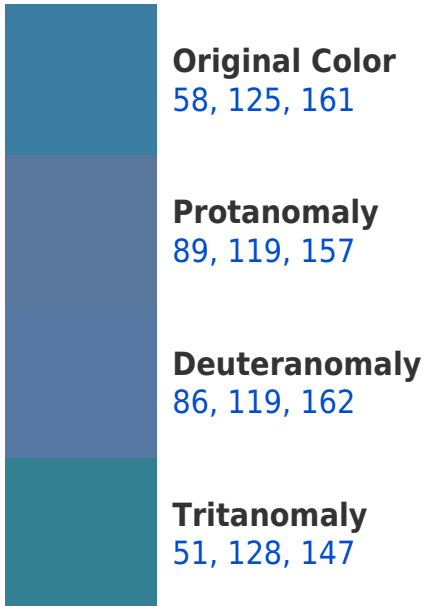 Original Color
58, 125, 161
Protanomaly
89, 119, 157
Deuteranomaly
86, 119, 162
Tritanomaly
51, 128, 147